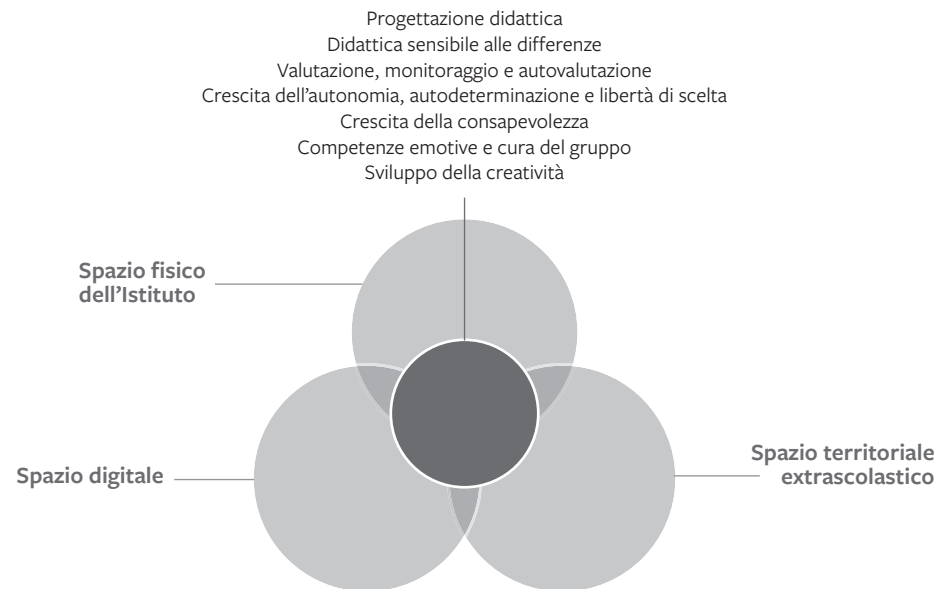 Progettazione didattica
Didattica sensibile alle differenze
Valutazione, monitoraggio e autovalutazione
Crescita dell’autonomia, autodeterminazione e libertà di scelta
Crescita della consapevolezza
Competenze emotive e cura del gruppo
Sviluppo della creatività
Spazio fisico
dell’Istituto
Spazio digitale
Spazio territoriale
extrascolastico